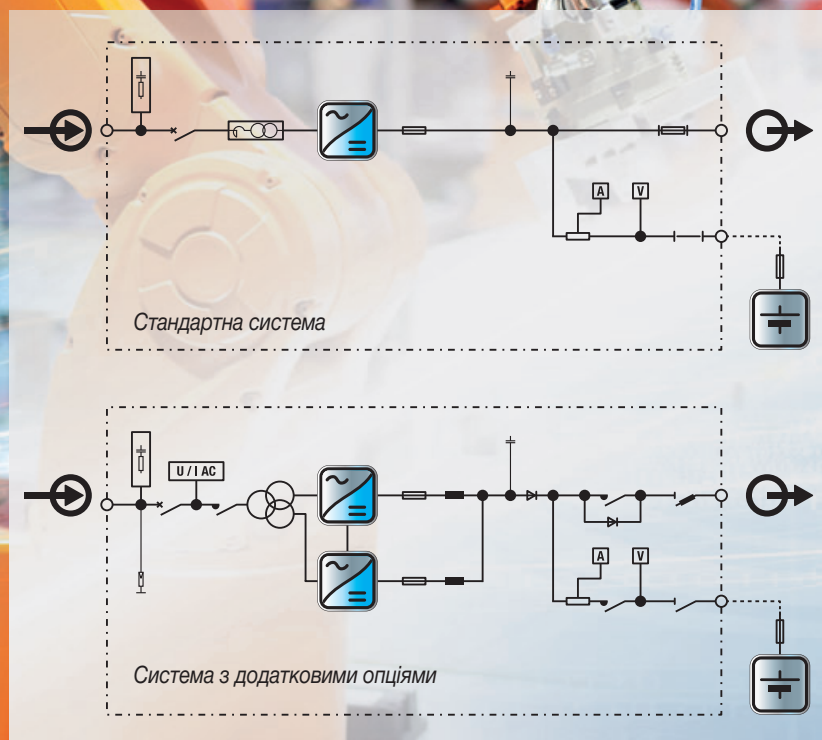 A V
Стандартна система
U / I AC
A V
Система з додатковими опціями